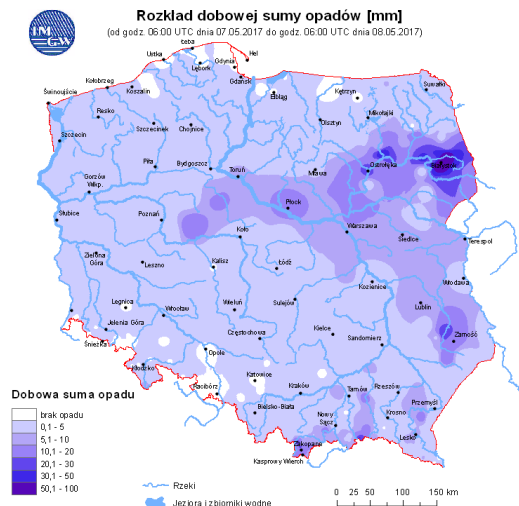 IM
GW
Rozkład dobowej sumy opadów [mm]
(od godz. 06:00 UTC dnia 07.05.2017 do godz. 06:00 UTC dnia 08.05.2017)
Łeba
Hel
Ustka
Gdynia
Lębork
Gdańsk
Kołobrzeg
Koszalin
Elbląg
Kętrzyn
Suwałki
Świnoujście
Resko
Mikołajki
Szczecinek
Chojnice
Olsztyn
Szczecin
Piła
Bydgoszcz
Toruń
Mława
Ostrołęka
Białystok
Gorzów
Wlkp.
Płock
Słubice
Poznań
Koło
Warszawa
Siedlce
Terespol
Zielona
Góra
Leszno
Kalisz
Łódź
Kozienice
Włodawa
Legnica
Wrocław
Wieluń
Sulejów
Lublin
Jelenia Góra
Śnieżka
Częstochowa
Kielce
Sandomierz
Zamość
Opole
Kłodzko
Racibórz
Katowice
Kraków
Tarnów
Rzeszów
Przemyśl
Bielsko-Biała
Nowy
Sącz
Krosno
Lesko
Zakopane
Kasprowy Wierch
Dobowa suma opadu
brak opadu
0,1 - 5
5,1 - 10
10,1 - 20
20,1 - 30
30,1 - 50
50,1 - 100
Rzeki
Jeziora i zbiorniki wodne
0 25 50 100 150 km